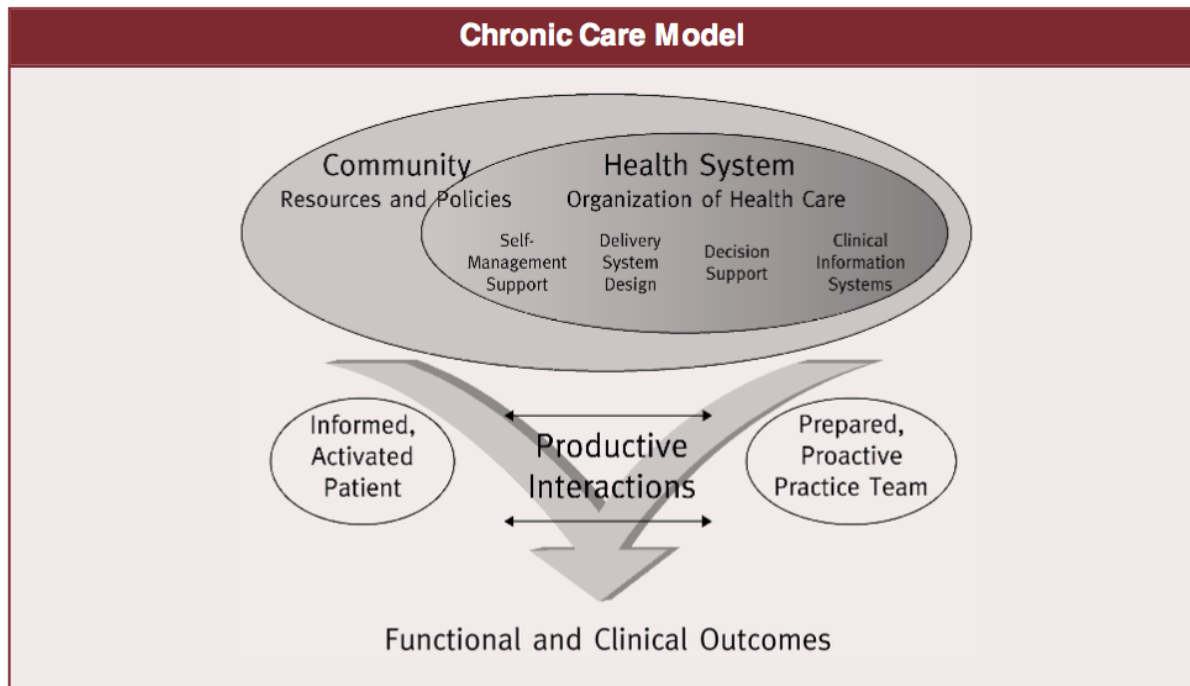 Chronic Care Model
Community
Resources and Policies
Health System
Organization of Health Care
Self-
Management
Support
Delivery
System
Design
Decision
Support
Clinical
Information
Systems
Informed,
Activated
Patient
Productive
Interactions
Prepared,
Proactive
Practice Team
Functional and Clinical Outcomes